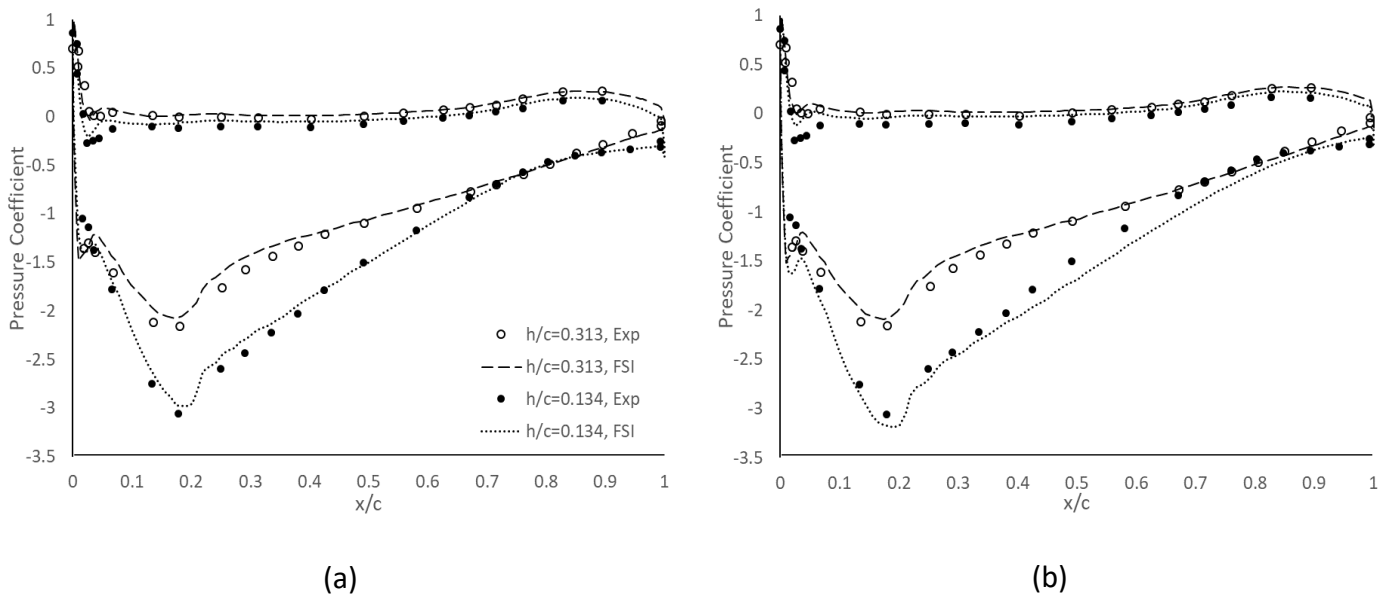 Pressure Coefficient
1
0.5
0
-0.5
-1
-1.5
-2
-2.5
-3
-3.5
0 0.1 0.2 0.3 0.4 0.5 0.6 0.7 0.8 0.9 1
x/c
h/c=0.313, Exp
h/c=0.313, FSI
h/c=0.134, Exp
h/c=0.134, FSI
(a)
Pressure Coefficient
1
0.5
0
-0.5
-1
-1.5
-2
-2.5
-3
-3.5
0 0.1 0.2 0.3 0.4 0.5 0.6 0.7 0.8 0.9 1
x/c
(b)